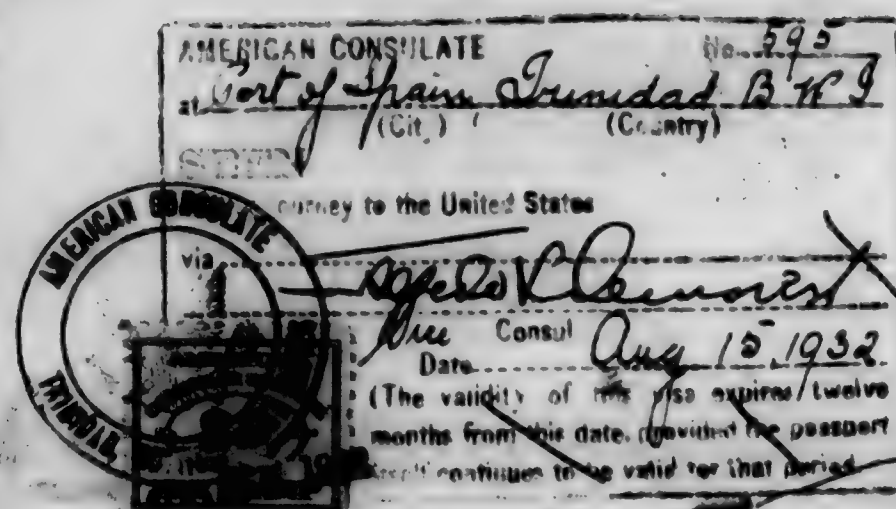 AMERICAN CONSULATE No. 595
at Port of Spain Trinidad B W I
(City) (Country)
journey to the United States
via
Vice Consul
Date Aug 15, 1932
(The validity of this visa expires twelve
months from this date, provided the passport
continues to be valid for that period
AMERICAN CONSULATE
TRINIDAD,